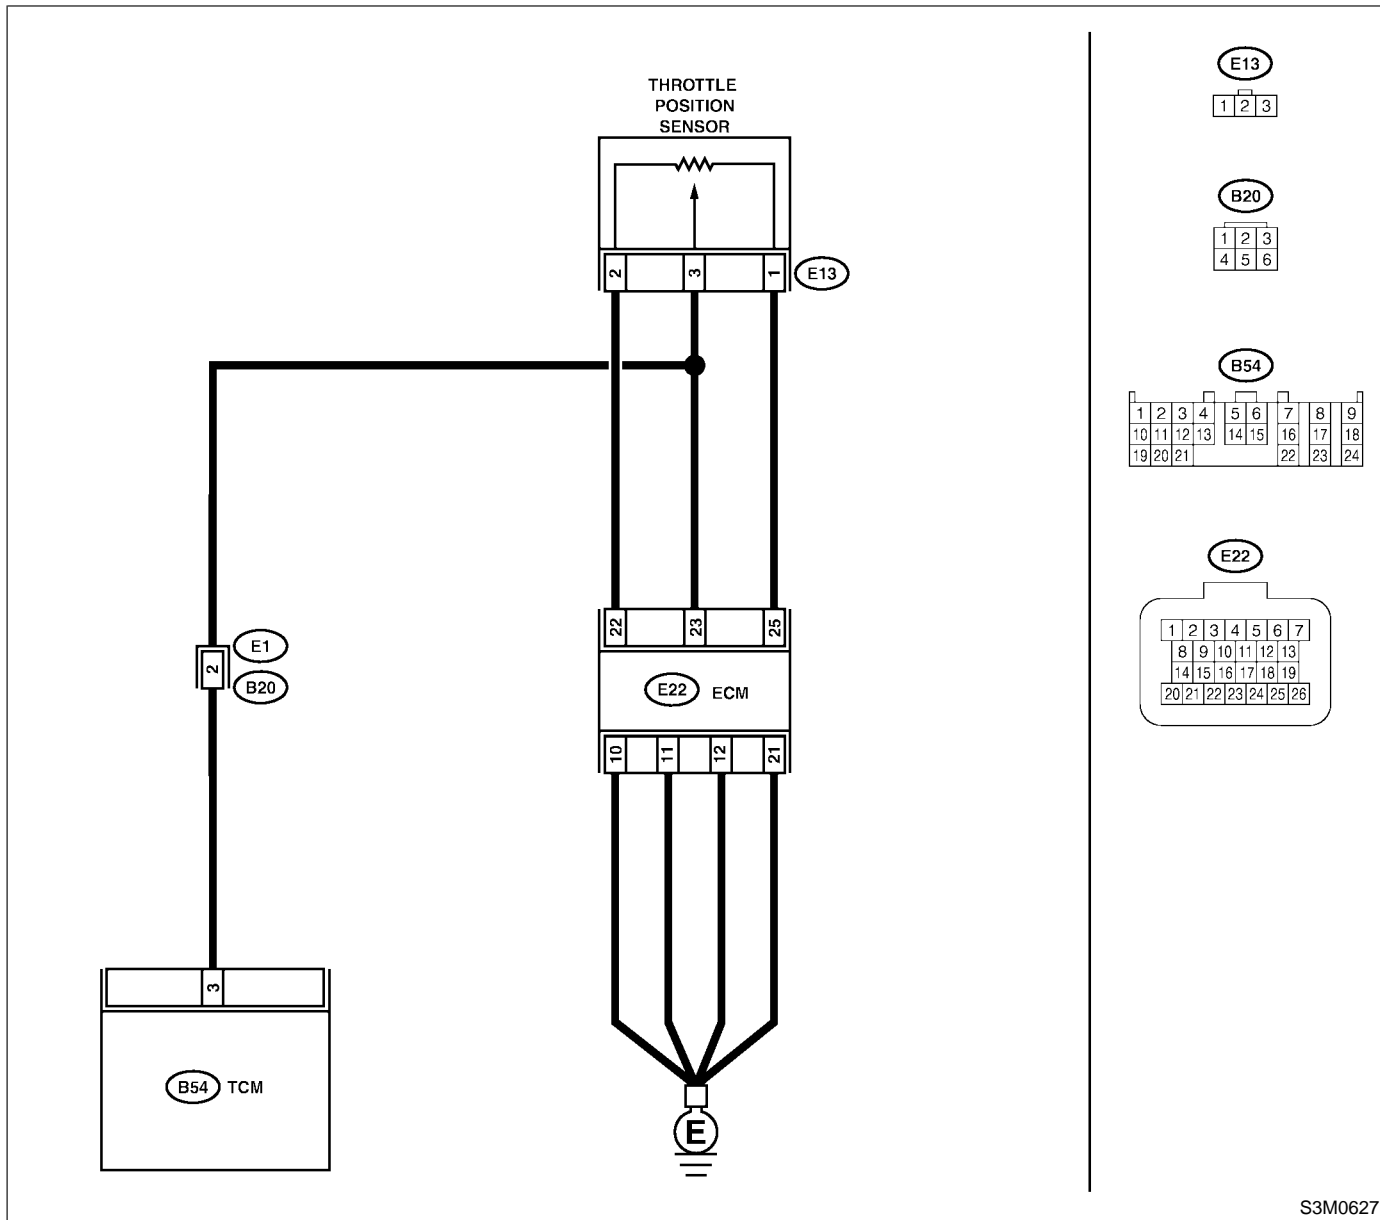 THROTTLE
POSITION
SENSOR
2 3 1
E13
22 23 25
E22 ECM
10 11 12 21
E1
2
B20
3
B54 TCM
E
E13
1 2 3
B20
1 2 3
4 5 6
B54
1 2 3 4 5 6 7 8 9
10 11 12 13 14 15 16 17 18
19 20 21 22 23 24
E22
1 2 3 4 5 6 7
8 9 10 11 12 13
14 15 16 17 18 19
20 21 22 23 24 25 26
S3M0627